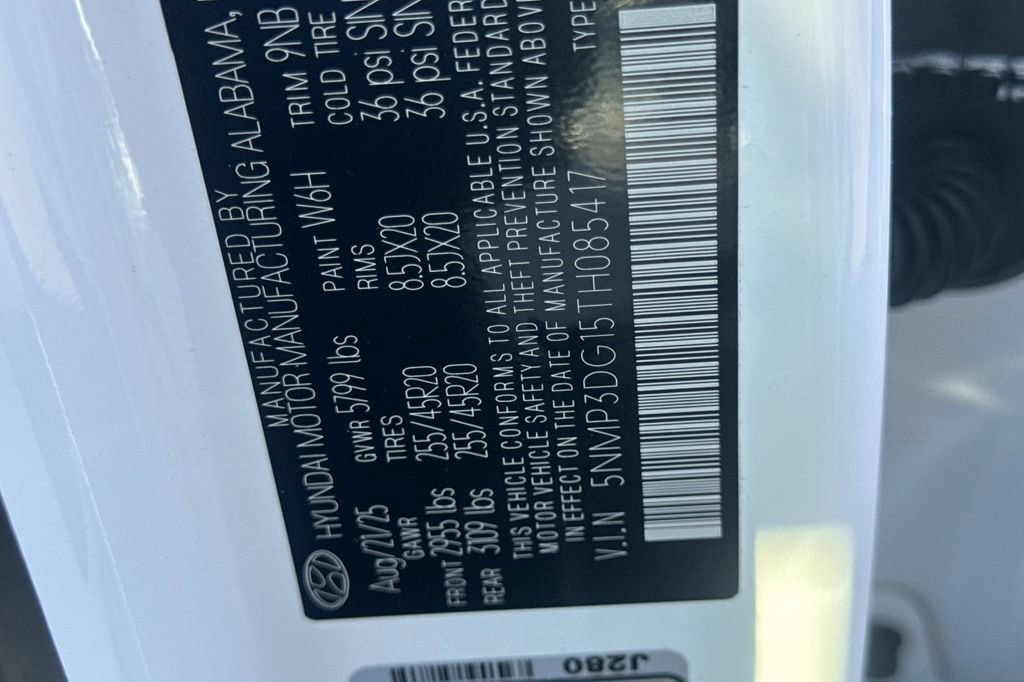 MANUFACTURED BY
HYUNDAI MOTOR MANUFACTURING ALABAMA,
Aug/21/25 GVWR 5799 lbs PAINT W6H TRIM 9NB
GAWR TIRES RIMS COLD TIRE
FRONT 2955 lbs 255/45R20 8.5JX20 36 psi SIN
REAR 3109 lbs 255/45R20 8.5JX20 36 psi SIN
THIS VEHICLE CONFORMS TO ALL APPLICABLE U.S.A. FEDER
MOTOR VEHICLE SAFETY AND THEFT PREVENTION STANDARD
IN EFFECT ON THE DATE OF MANUFACTURE SHOWN ABOVE
V.I.N 5NMP3DG15TH085417 TYPE
J280